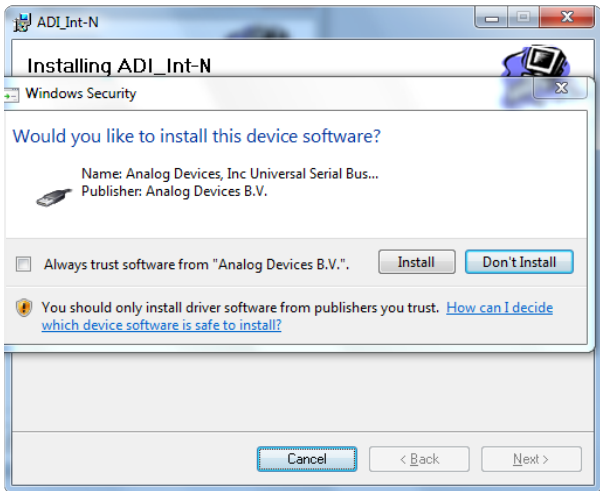 ADI_Int-N
Installing ADI_Int-N
Windows Security
Would you like to install this device software?
Name: Analog Devices, Inc Universal Serial Bus...
Publisher: Analog Devices B.V.
Always trust software from "Analog Devices B.V.".
Install
Don't Install
You should only install driver software from publishers you trust. How can I decide
which device software is safe to install?
Cancel
< Back
Next >